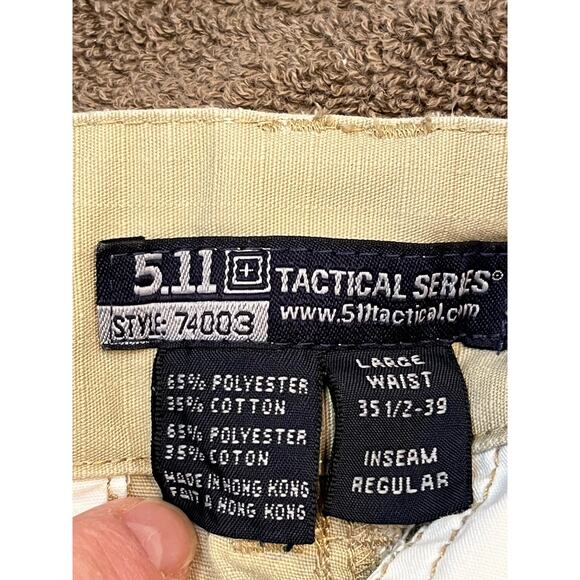 5.11 TACTICAL SERIES®
STYLE: 74003 www.511tactical.com
65% POLYESTER
35% COTTON
65% POLYESTER
35% COTON
MADE IN HONG KONG
FAIT A HONG KONG
LARGE
WAIST
35 1/2-39
INSEAM
REGULAR